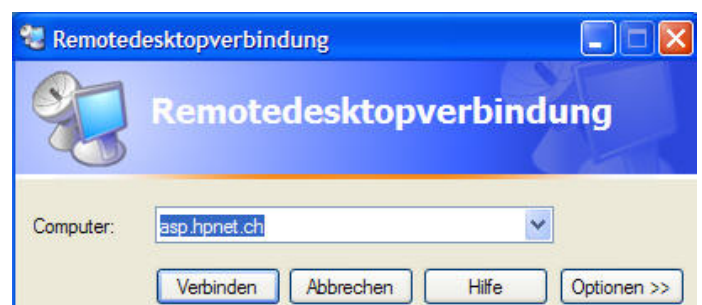 Remotedesktopverbindung
Remotedesktopverbindung
Computer: asp.hpnet.ch
Verbinden Abbrechen Hilfe Optionen >>